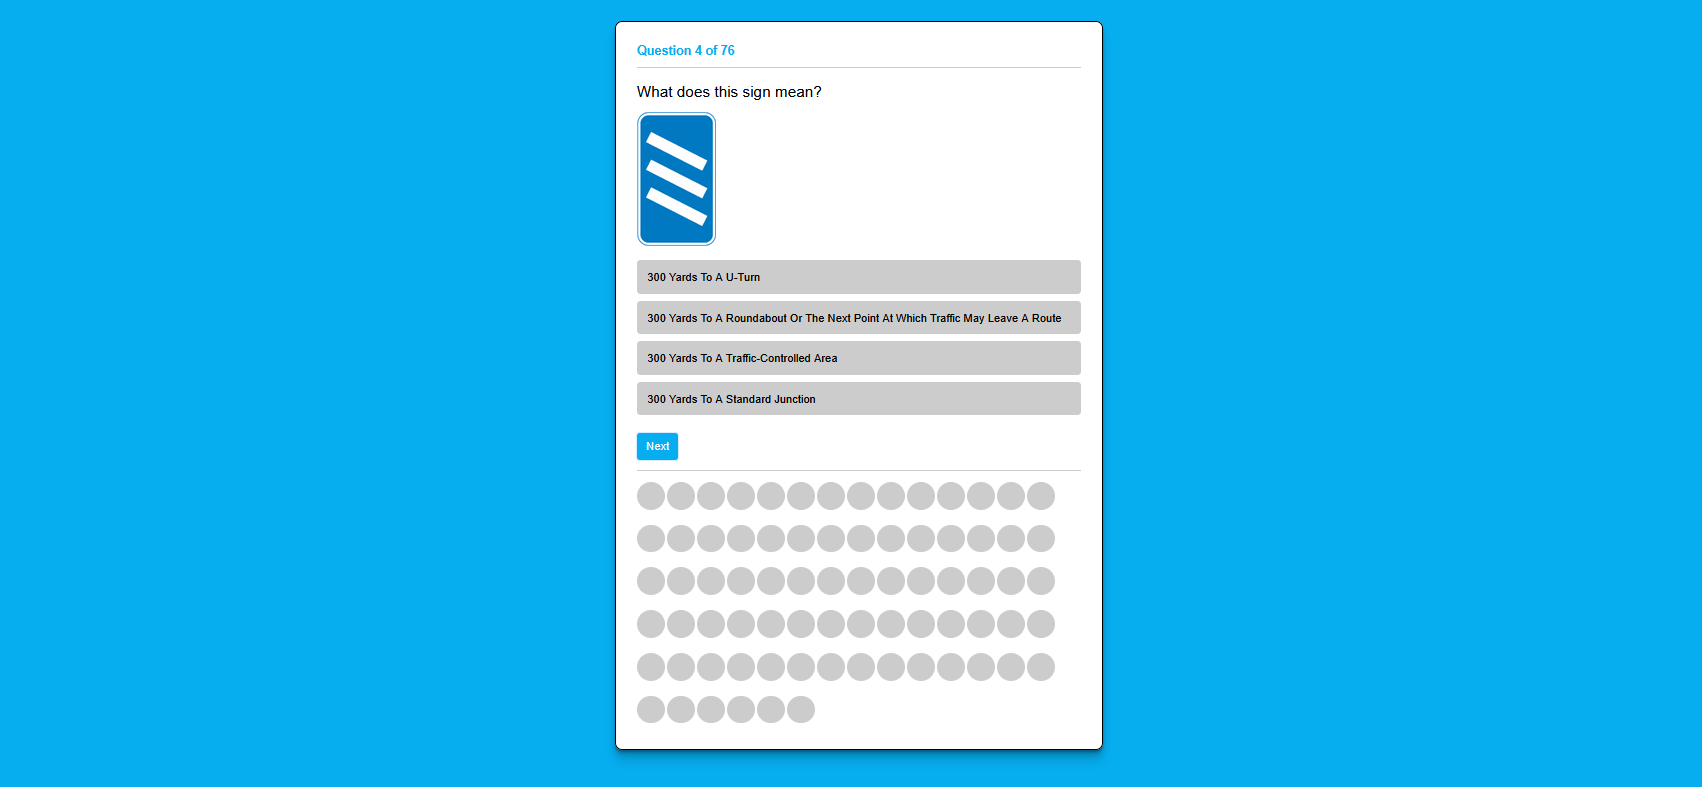 Question 4 of 76
What does this sign mean?
300 Yards To A U-Turn
300 Yards To A Roundabout Or The Next Point At Which Traffic May Leave A Route
300 Yards To A Traffic-Controlled Area
300 Yards To A Standard Junction
Next